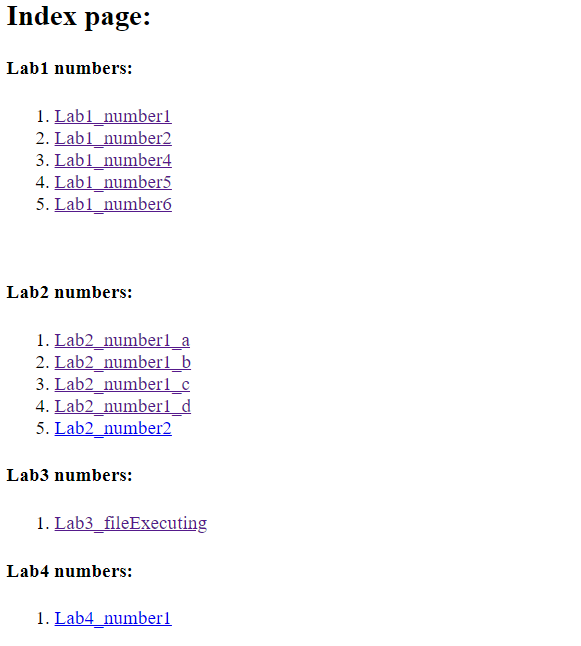 Index page:
Lab1 numbers:
1. Lab1_number1
2. Lab1_number2
3. Lab1_number4
4. Lab1_number5
5. Lab1_number6
Lab2 numbers:
1. Lab2_number1_a
2. Lab2_number1_b
3. Lab2_number1_c
4. Lab2_number1_d
5. Lab2_number2
Lab3 numbers:
1. Lab3_fileExecuting
Lab4 numbers:
1. Lab4_number1